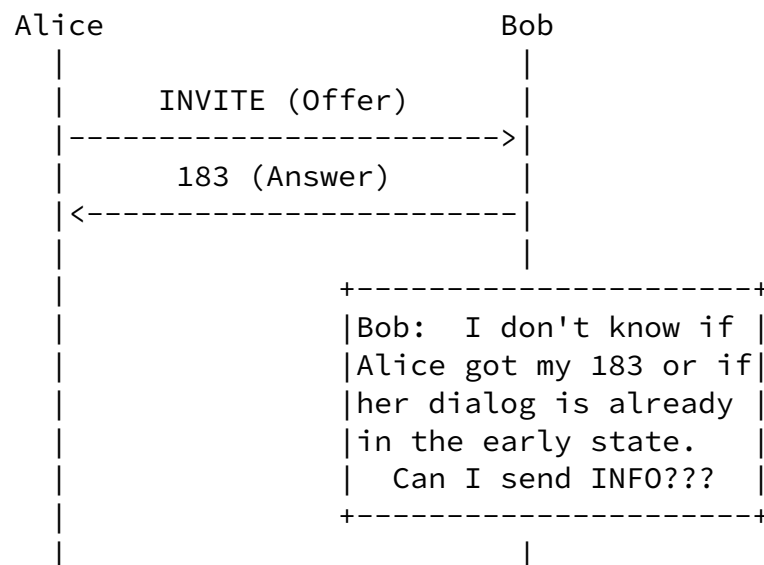 Alice Bob
INVITE (Offer)
183 (Answer)
Bob: I don't know if
Alice got my 183 or if
her dialog is already
in the early state.
Can I send INFO???